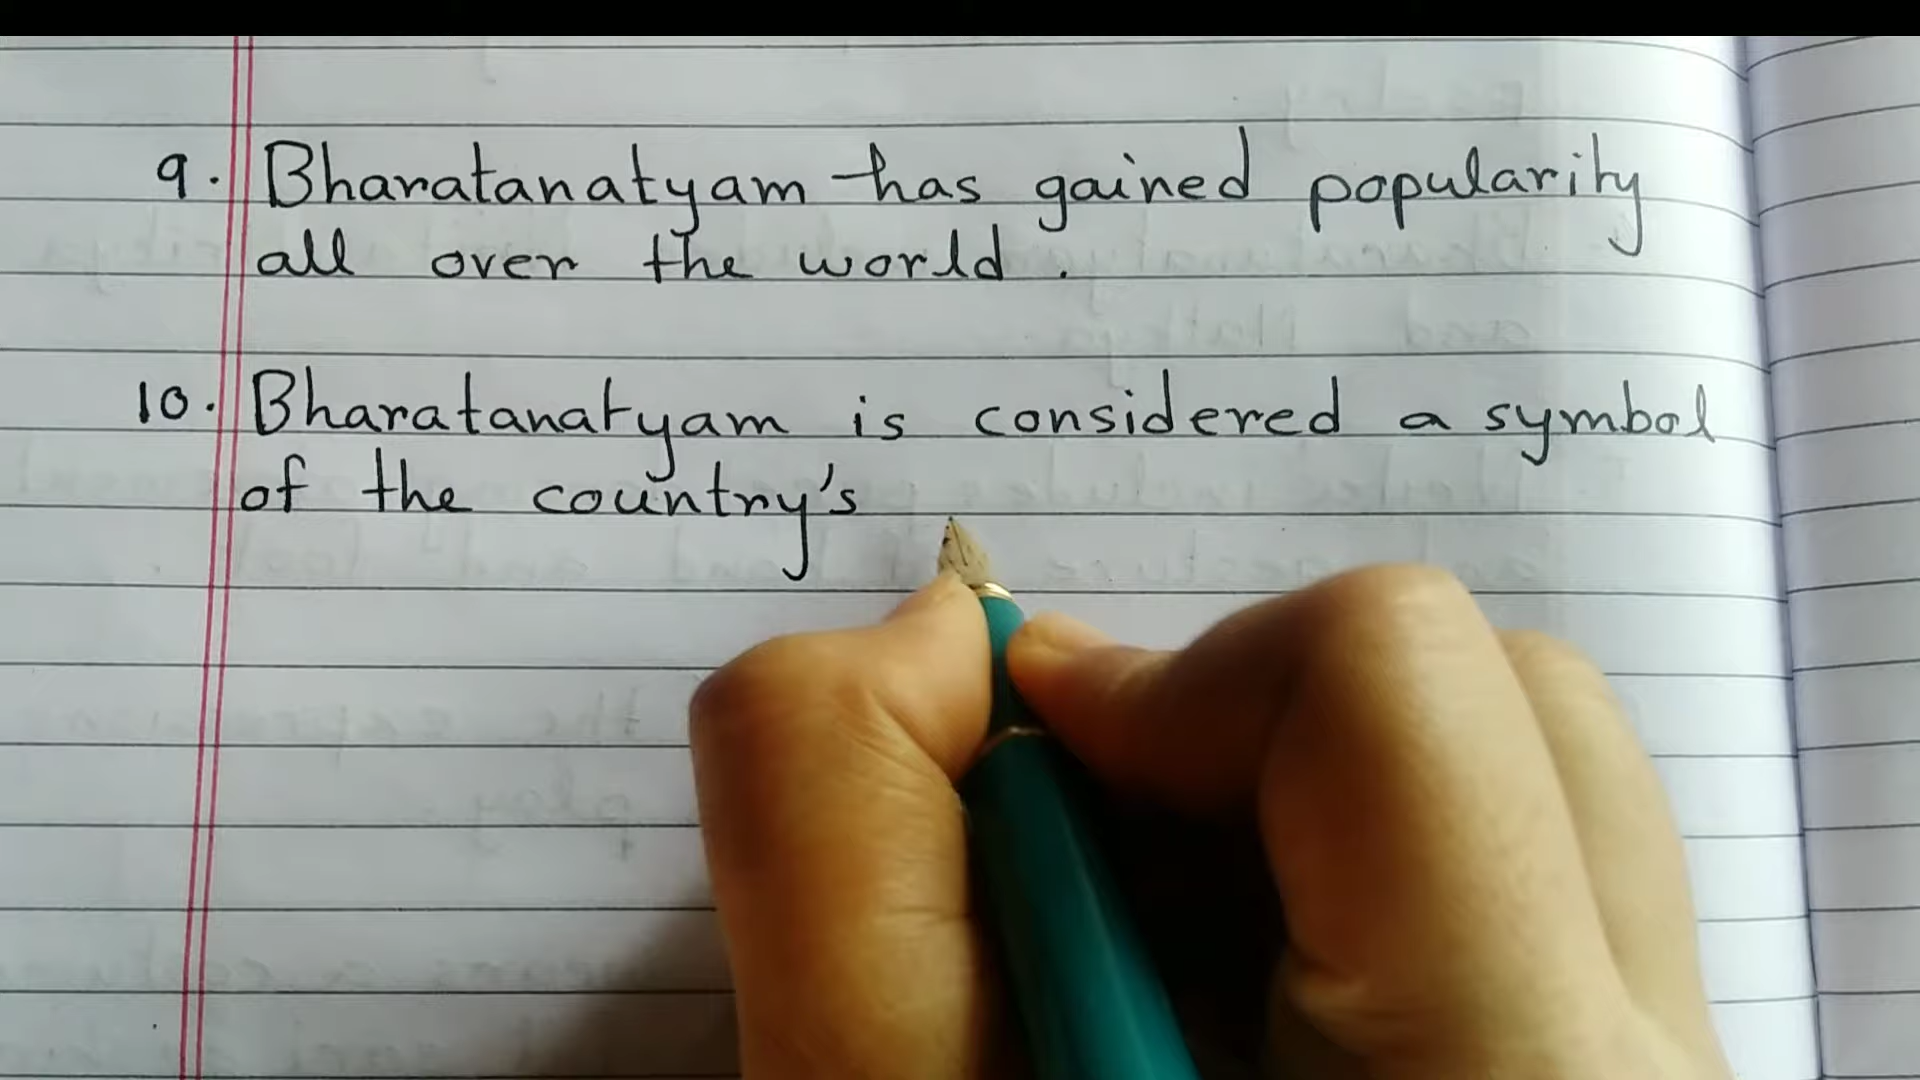 9. Bharatanatyam has gained popularity
all over the world.
10. Bharatanatyam is considered a symbol
of the country's